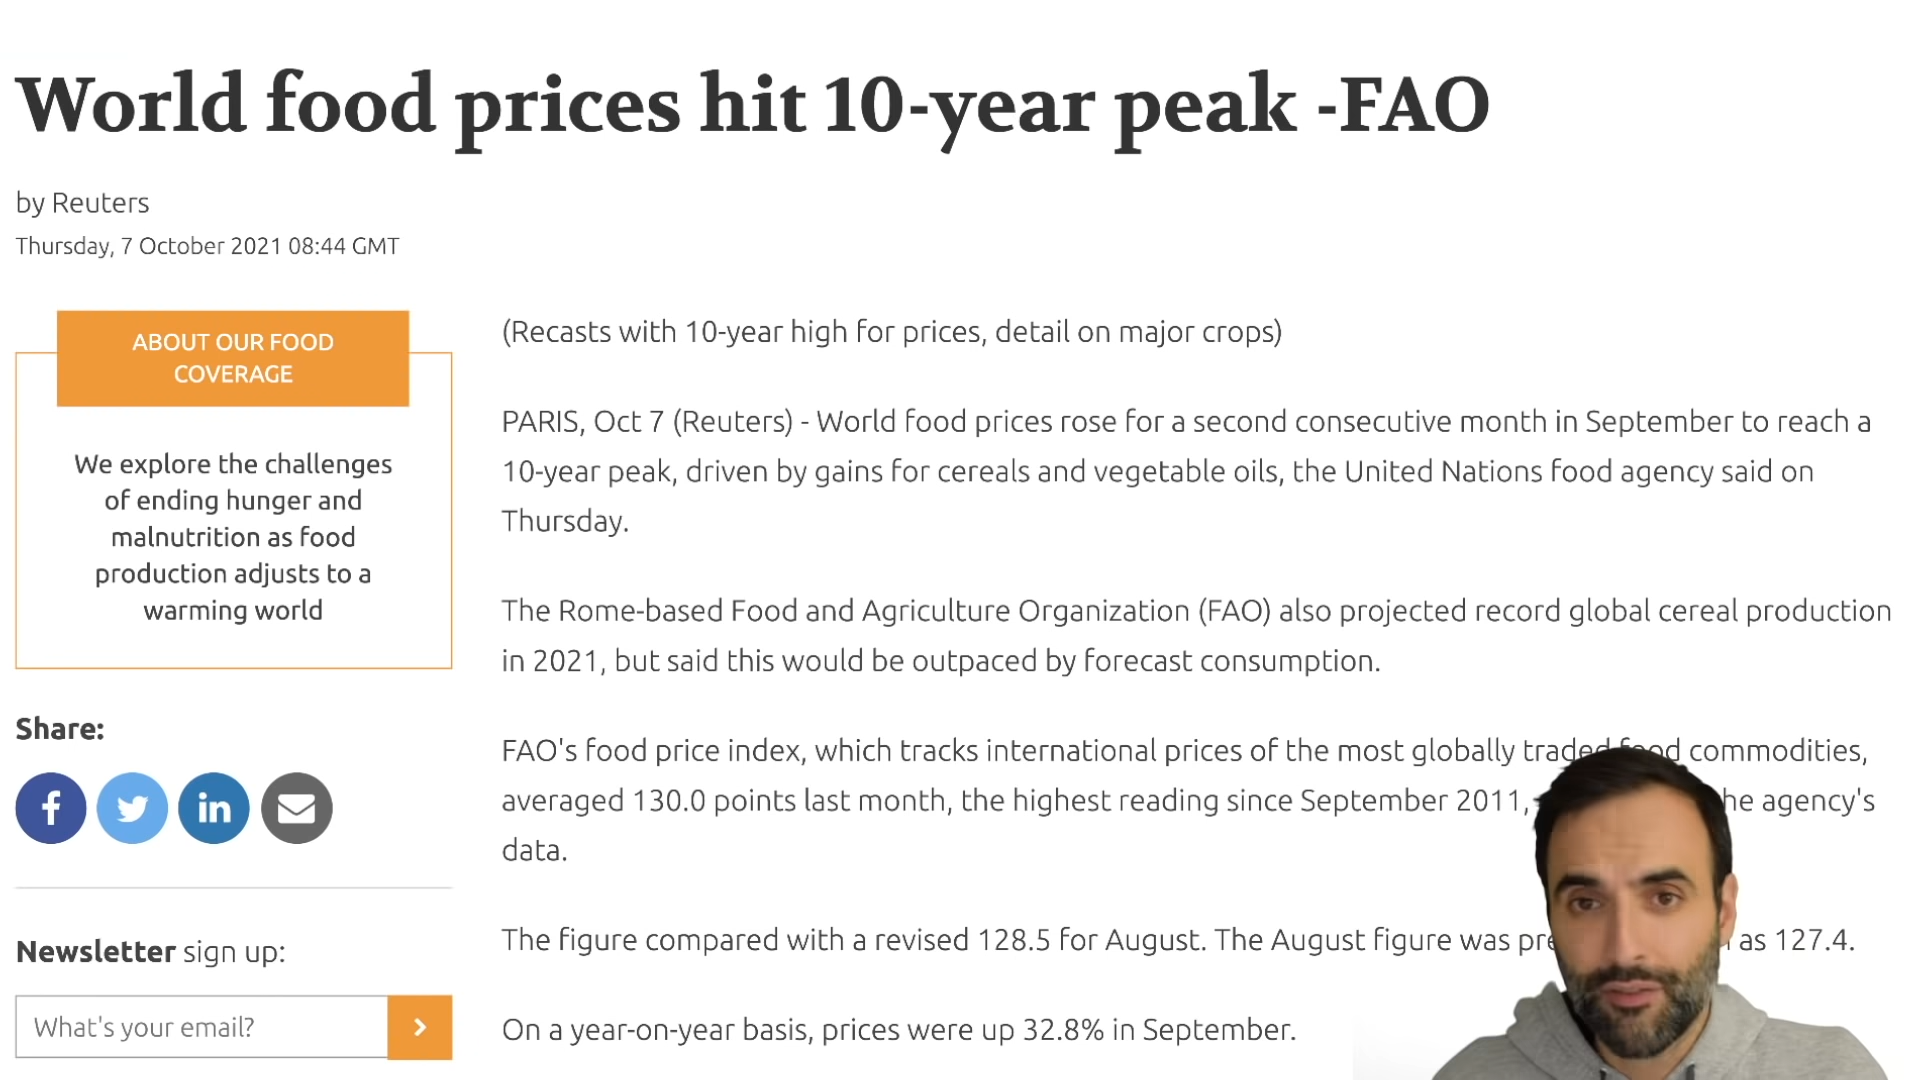 World food prices hit 10-year peak -FAO
by Reuters
Thursday, 7 October 2021 08:44 GMT
ABOUT OUR FOOD
COVERAGE
We explore the challenges
of ending hunger and
malnutrition as food
production adjusts to a
warming world
Share:
f
in
Newsletter sign up:
What's your email?
(Recasts with 10-year high for prices, detail on major crops)
PARIS, Oct 7 (Reuters) - World food prices rose for a second consecutive month in September to reach a
10-year peak, driven by gains for cereals and vegetable oils, the United Nations food agency said on
Thursday.
The Rome-based Food and Agriculture Organization (FAO) also projected record global cereal production
in 2021, but said this would be outpaced by forecast consumption.
FAO's food price index, which tracks international prices of the most globally traded food commodities,
averaged 130.0 points last month, the highest reading since September 2011, agency's
data.
The figure compared with a revised 128.5 for August. The August figure was as 127.4.
On a year-on-year basis, prices were up 32.8% in September.